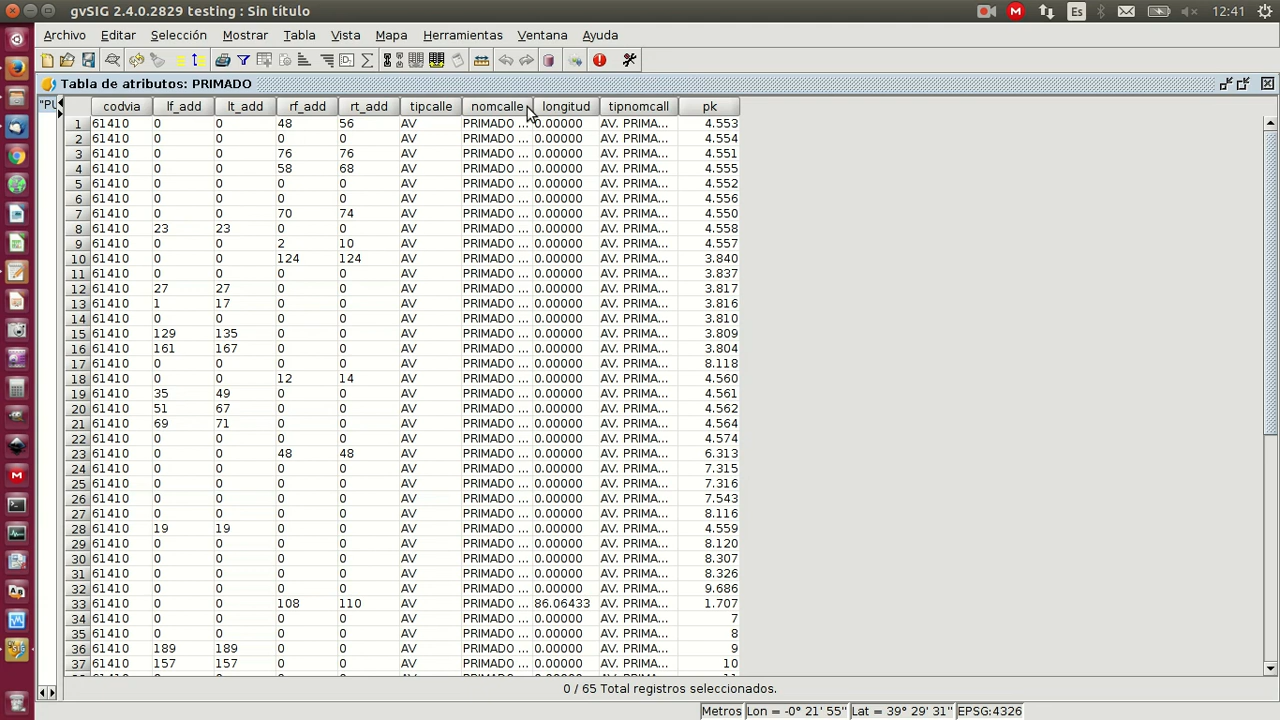 gvSIG 2.4.0.2829 testing : Sin título
Es 12:41
Archivo Editar Selección Mostrar Tabla Vista Mapa Herramientas Ventana Ayuda
Tabla de atributos: PRIMADO
"PU codvia lf_add lt_add rf_add rt_add tipcalle nomcalle longitud tipnomcall pk
1 61410 0 0 48 56 AV PRIMADO ... 0.00000 AV. PRIMA... 4.553
2 61410 0 0 0 0 AV PRIMADO ... 0.00000 AV. PRIMA... 4.554
3 61410 0 0 76 76 AV PRIMADO ... 0.00000 AV. PRIMA... 4.551
4 61410 0 0 58 68 AV PRIMADO ... 0.00000 AV. PRIMA... 4.555
5 61410 0 0 0 0 AV PRIMADO ... 0.00000 AV. PRIMA... 4.552
6 61410 0 0 0 0 AV PRIMADO ... 0.00000 AV. PRIMA... 4.556
7 61410 0 0 70 74 AV PRIMADO ... 0.00000 AV. PRIMA... 4.550
8 61410 23 23 0 0 AV PRIMADO ... 0.00000 AV. PRIMA... 4.558
9 61410 0 0 2 10 AV PRIMADO ... 0.00000 AV. PRIMA... 4.557
10 61410 0 0 124 124 AV PRIMADO ... 0.00000 AV. PRIMA... 3.840
11 61410 0 0 0 0 AV PRIMADO ... 0.00000 AV. PRIMA... 3.837
12 61410 27 27 0 0 AV PRIMADO ... 0.00000 AV. PRIMA... 3.817
13 61410 1 17 0 0 AV PRIMADO ... 0.00000 AV. PRIMA... 3.816
14 61410 0 0 0 0 AV PRIMADO ... 0.00000 AV. PRIMA... 3.810
15 61410 129 135 0 0 AV PRIMADO ... 0.00000 AV. PRIMA... 3.809
16 61410 161 167 0 0 AV PRIMADO ... 0.00000 AV. PRIMA... 3.804
17 61410 0 0 0 0 AV PRIMADO ... 0.00000 AV. PRIMA... 8.118
18 61410 0 0 12 14 AV PRIMADO ... 0.00000 AV. PRIMA... 4.560
19 61410 35 49 0 0 AV PRIMADO ... 0.00000 AV. PRIMA... 4.561
20 61410 51 67 0 0 AV PRIMADO ... 0.00000 AV. PRIMA... 4.562
21 61410 69 71 0 0 AV PRIMADO ... 0.00000 AV. PRIMA... 4.564
22 61410 0 0 0 0 AV PRIMADO ... 0.00000 AV. PRIMA... 4.574
23 61410 0 0 48 48 AV PRIMADO ... 0.00000 AV. PRIMA... 6.313
24 61410 0 0 0 0 AV PRIMADO ... 0.00000 AV. PRIMA... 7.315
25 61410 0 0 0 0 AV PRIMADO ... 0.00000 AV. PRIMA... 7.316
26 61410 0 0 0 0 AV PRIMADO ... 0.00000 AV. PRIMA... 7.543
27 61410 0 0 0 0 AV PRIMADO ... 0.00000 AV. PRIMA... 8.116
28 61410 19 19 0 0 AV PRIMADO ... 0.00000 AV. PRIMA... 4.559
29 61410 0 0 0 0 AV PRIMADO ... 0.00000 AV. PRIMA... 8.120
30 61410 0 0 0 0 AV PRIMADO ... 0.00000 AV. PRIMA... 8.307
31 61410 0 0 0 0 AV PRIMADO ... 0.00000 AV. PRIMA... 8.326
32 61410 0 0 0 0 AV PRIMADO ... 0.00000 AV. PRIMA... 9.686
33 61410 0 0 108 110 AV PRIMADO ... 86.06433 AV. PRIMA... 1.707
34 61410 0 0 0 0 AV PRIMADO ... 0.00000 AV. PRIMA... 7
35 61410 0 0 0 0 AV PRIMADO ... 0.00000 AV. PRIMA... 8
36 61410 189 189 0 0 AV PRIMADO ... 0.00000 AV. PRIMA... 9
37 61410 157 157 0 0 AV PRIMADO ... 0.00000 AV. PRIMA... 10
0 / 65 Total registros seleccionados.
Metros Lon = -0° 21' 55" Lat = 39° 29' 31" EPSG:4326